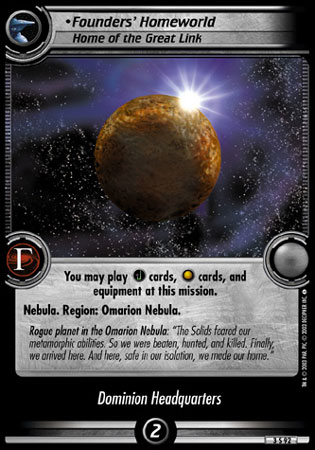 •Founders' Homeworld
Home of the Great Link
Γ
You may play cards, cards, and
equipment at this mission.
Nebula. Region: Omarion Nebula.
Rogue planet in the Omarion Nebula: "The Solids feared our
metamorphic abilities. So we were beaten, hunted, and killed. Finally,
we arrived here. And here, safe in our isolation, we made our home."
Dominion Headquarters
2
3 S 92